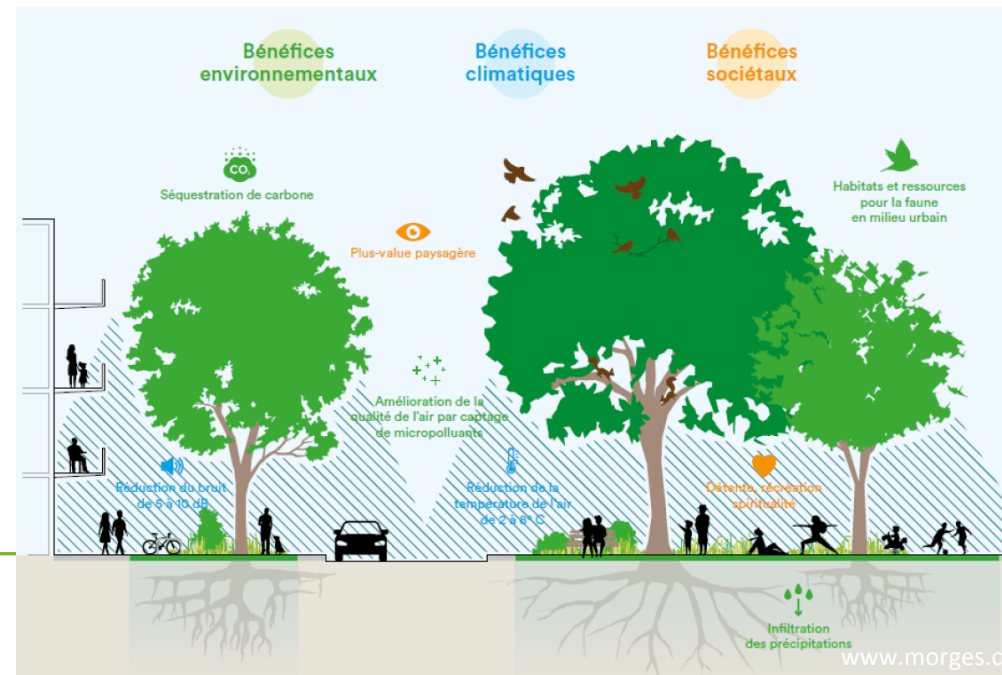 Bénéfices
environnementaux
Bénéfices
climatiques
Bénéfices
sociétaux
CO₂
Séquestration de carbone
Plus-value paysagère
Habitats et ressources
pour la faune
en milieu urbain
Amélioration de la
qualité de l'air par captage
de micropolluants
Réduction du bruit
de 5 à 10 dB
Réduction de la
température de l'air
de 2 à 8° C
Détente, récréation
spiritualité
Infiltration
des précipitations
www.morges.c